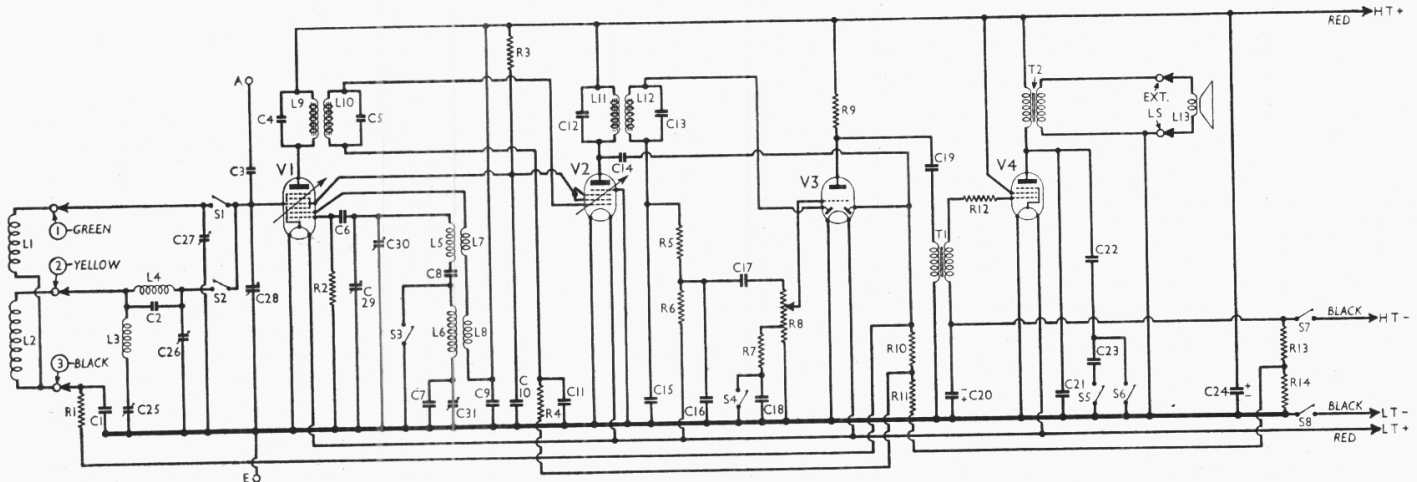 HT+
RED
A
R3
T2
L9
L10
C4
C5
L11
L12
C12
C13
R9
EXT.
LS
L13
C3
V1
V2
C14
V3
C19
V4
1 GREEN
S1
R12
L1
C27
C6
C30
L5
L7
R5
T1
C22
2 YELLOW
L4
S2
C28
R2
C
29
C8
C17
C2
R6
R8
L2
L3
C26
S3
L6
L8
S7
BLACK
HT-
3 BLACK
R7
R10
C23
R13
R1
C1
C25
C7
C31
C9
C
10
R4
C11
C15
C16
S4
C18
R11
C20
C21
S5
S6
C24
R14
BLACK
LT-
S8
LT+
RED
E